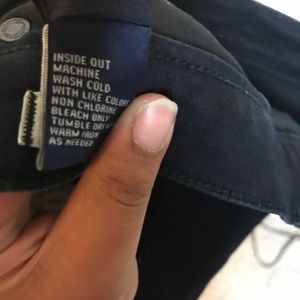 INSIDE OUT
MACHINE
WASH COLD
WITH LIKE COLORS
NON CHLORINE
BLEACH ONLY
TUMBLE DRY
WARM IRON
AS NEEDED